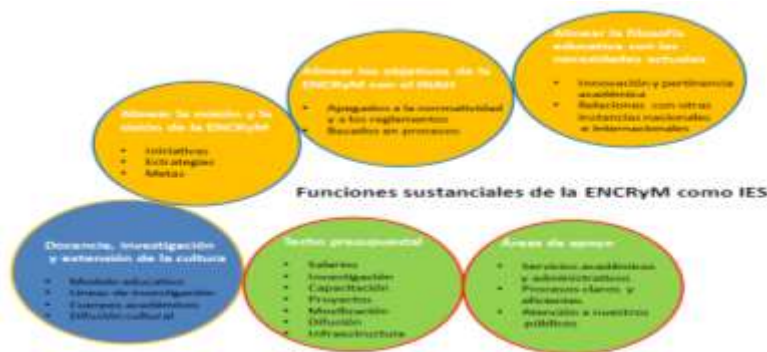 Alinear la filosofía
educativa con las
necesidades actuales
• Innovación y pertinencia
académica
• Relaciones con otras
instancias nacionales
e internacionales
Alinear los objetivos de la
ENCRyM con el INAH
• Apegados a la normatividad
y a los reglamentos
• Basados en procesos
Alinear la misión y la
visión de la ENCRyM
• Iniciativas
• Estrategias
• Metas
Funciones sustanciales de la ENCRyM como IES
Docencia, investigación
y extensión de la cultura
• Modelo educativo
• Líneas de investigación
• Cuerpos académicos
• Difusión cultural
Techo presupuestal
• Salarios
• Investigación
• Capacitación
• Proyectos
• Movilización
• Difusión
• Infraestructura
Áreas de apoyo
• Servicios académicos
y administrativos
• Procesos claros y
eficientes
• Atención a nuestros
públicos